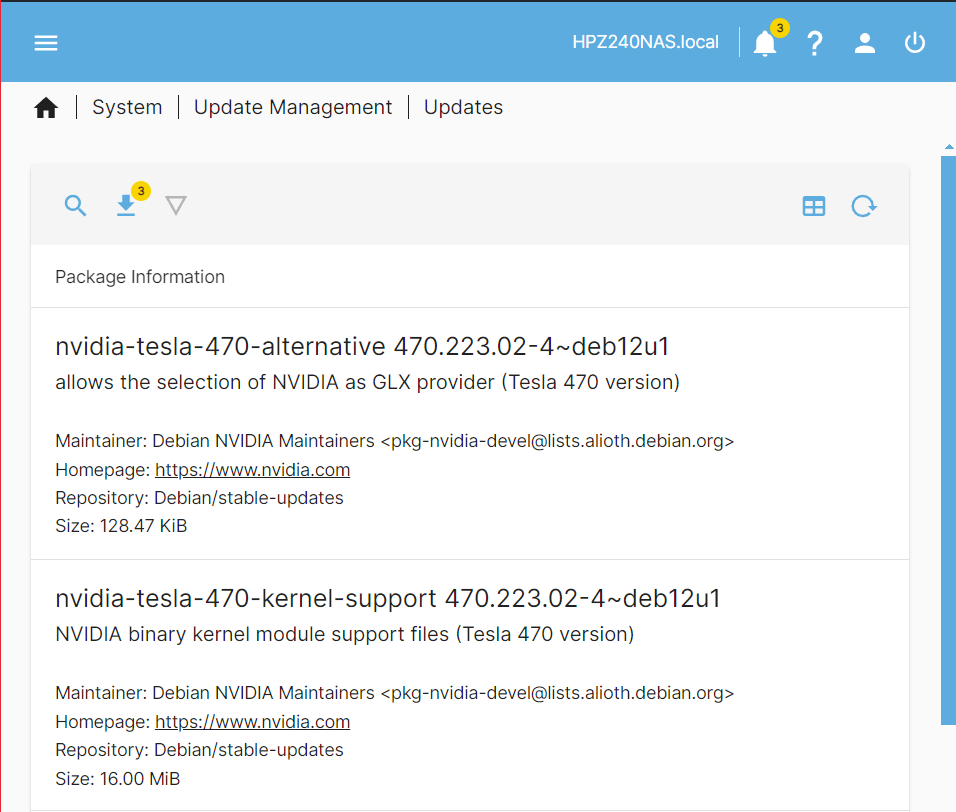 HPZ240NAS.local
3
System | Update Management | Updates
3
Package Information
nvidia-tesla-470-alternative 470.223.02-4~deb12u1
allows the selection of NVIDIA as GLX provider (Tesla 470 version)
Maintainer: Debian NVIDIA Maintainers <pkg-nvidia-devel@lists.alioth.debian.org>
Homepage: https://www.nvidia.com
Repository: Debian/stable-updates
Size: 128.47 KiB
nvidia-tesla-470-kernel-support 470.223.02-4~deb12u1
NVIDIA binary kernel module support files (Tesla 470 version)
Maintainer: Debian NVIDIA Maintainers <pkg-nvidia-devel@lists.alioth.debian.org>
Homepage: https://www.nvidia.com
Repository: Debian/stable-updates
Size: 16.00 MiB